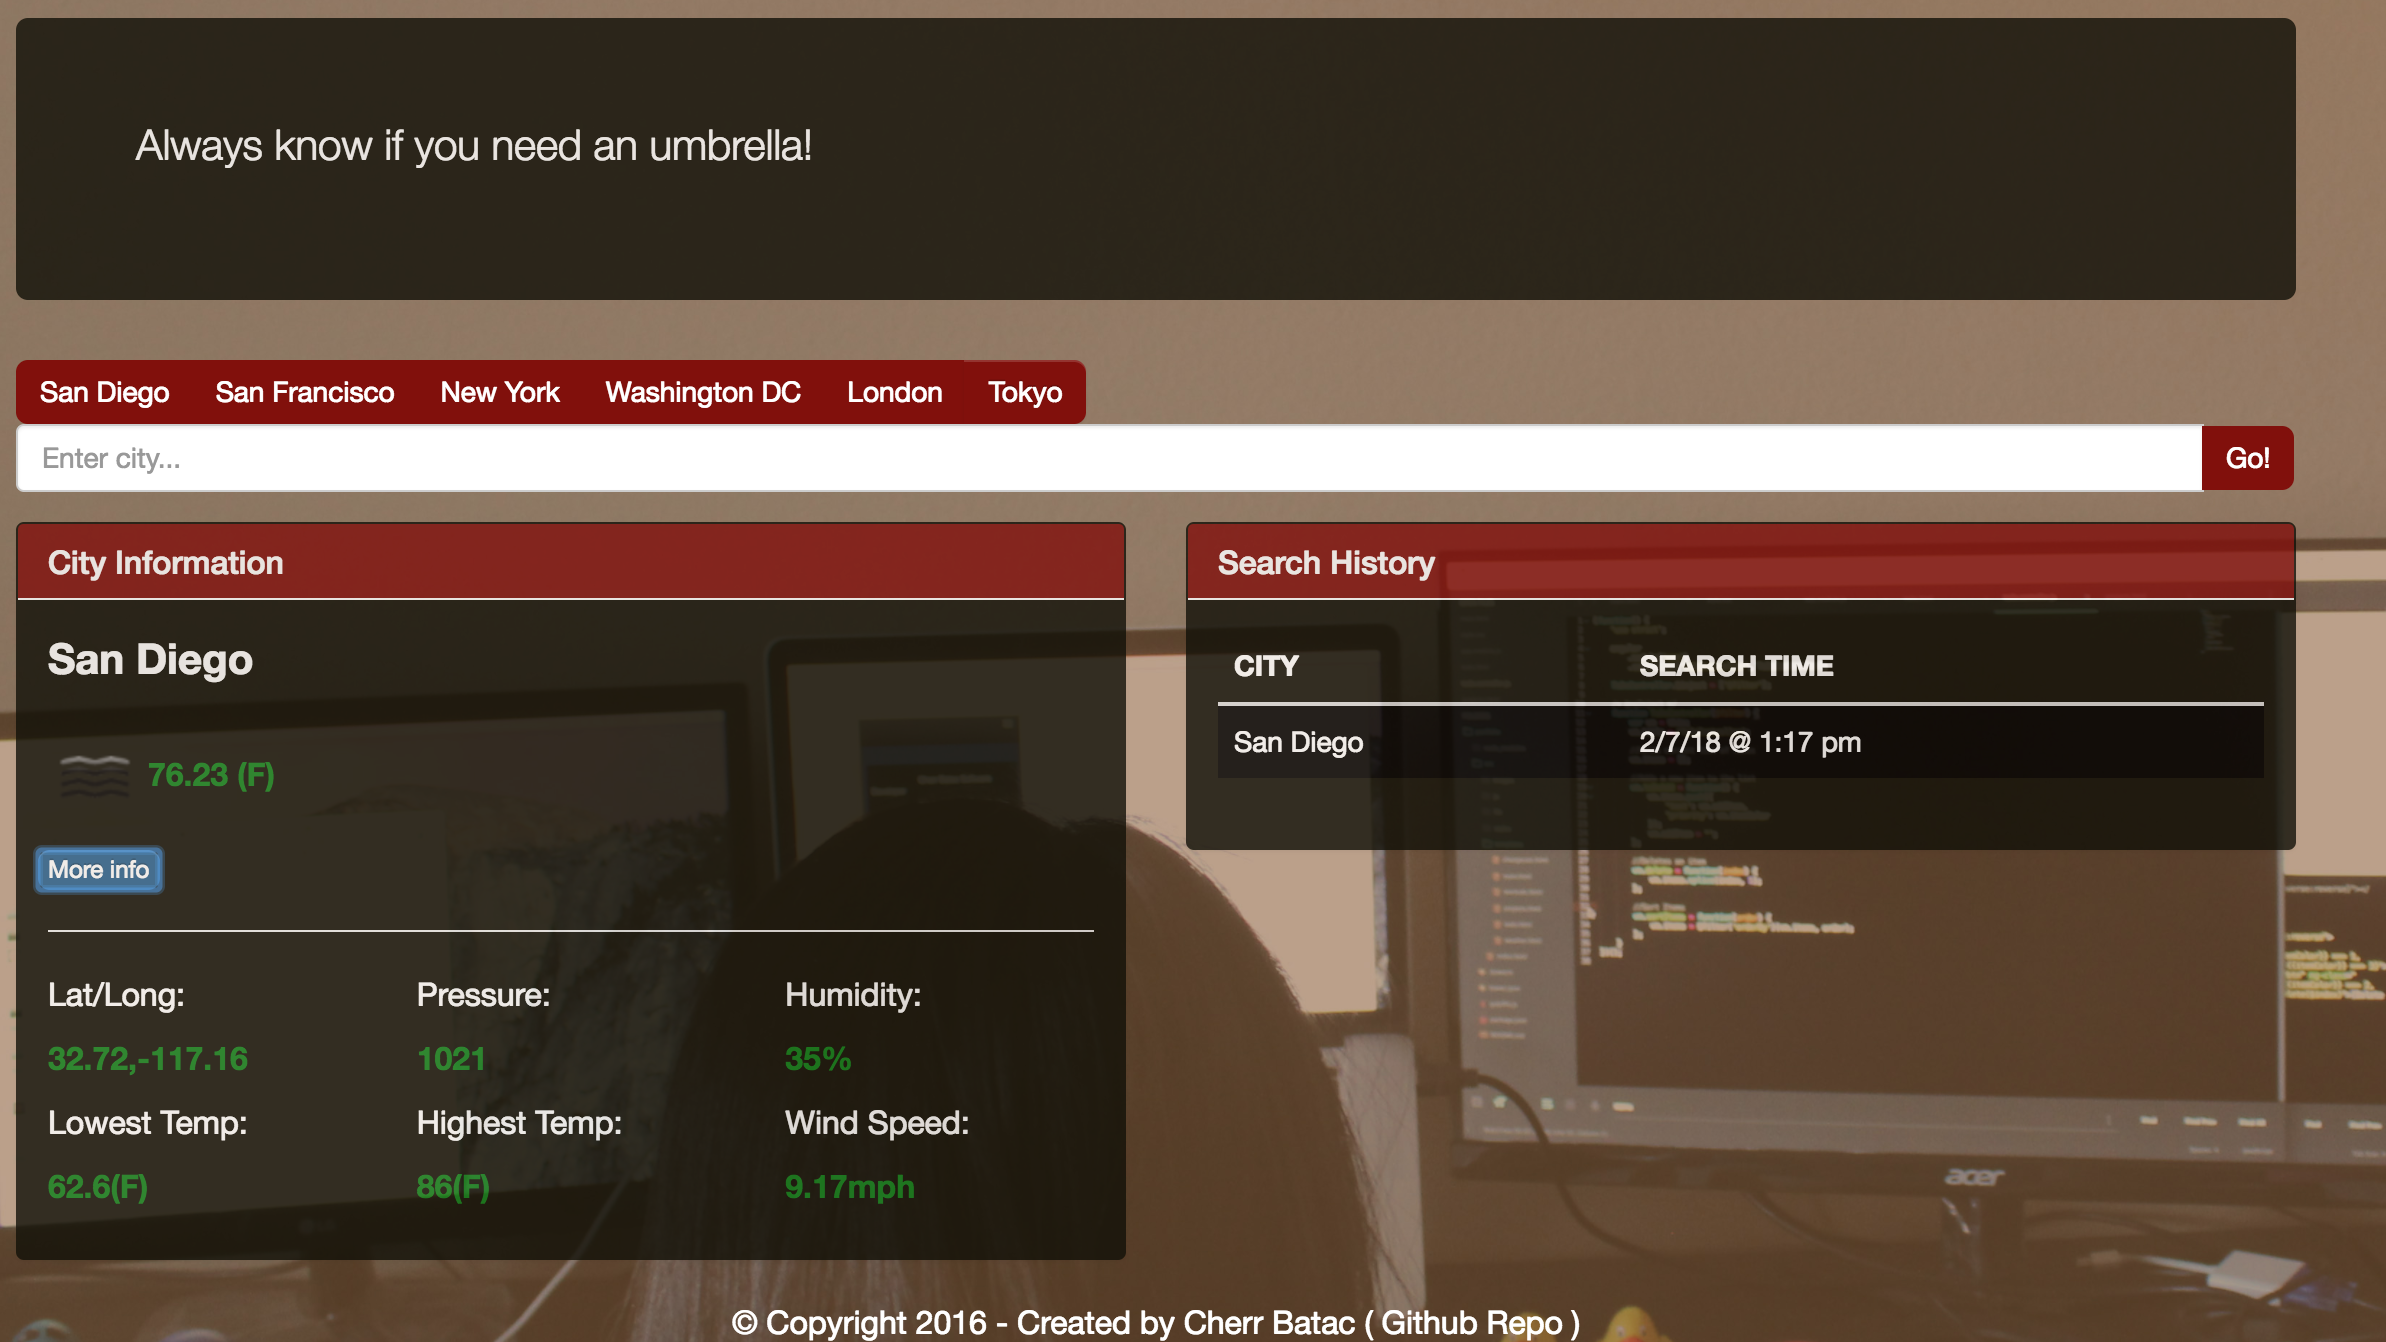 Always know if you need an umbrella!
San Diego San Francisco New York Washington DC London Tokyo
Enter city... Go!
City Information
San Diego
76.23 (F)
More info
Lat/Long: Pressure: Humidity:
32.72,-117.16 1021 35%
Lowest Temp: Highest Temp: Wind Speed:
62.6(F) 86(F) 9.17mph
Search History
CITY SEARCH TIME
San Diego 2/7/18 @ 1:17 pm
acer
© Copyright 2016 - Created by Cherr Batac ( Github Repo )